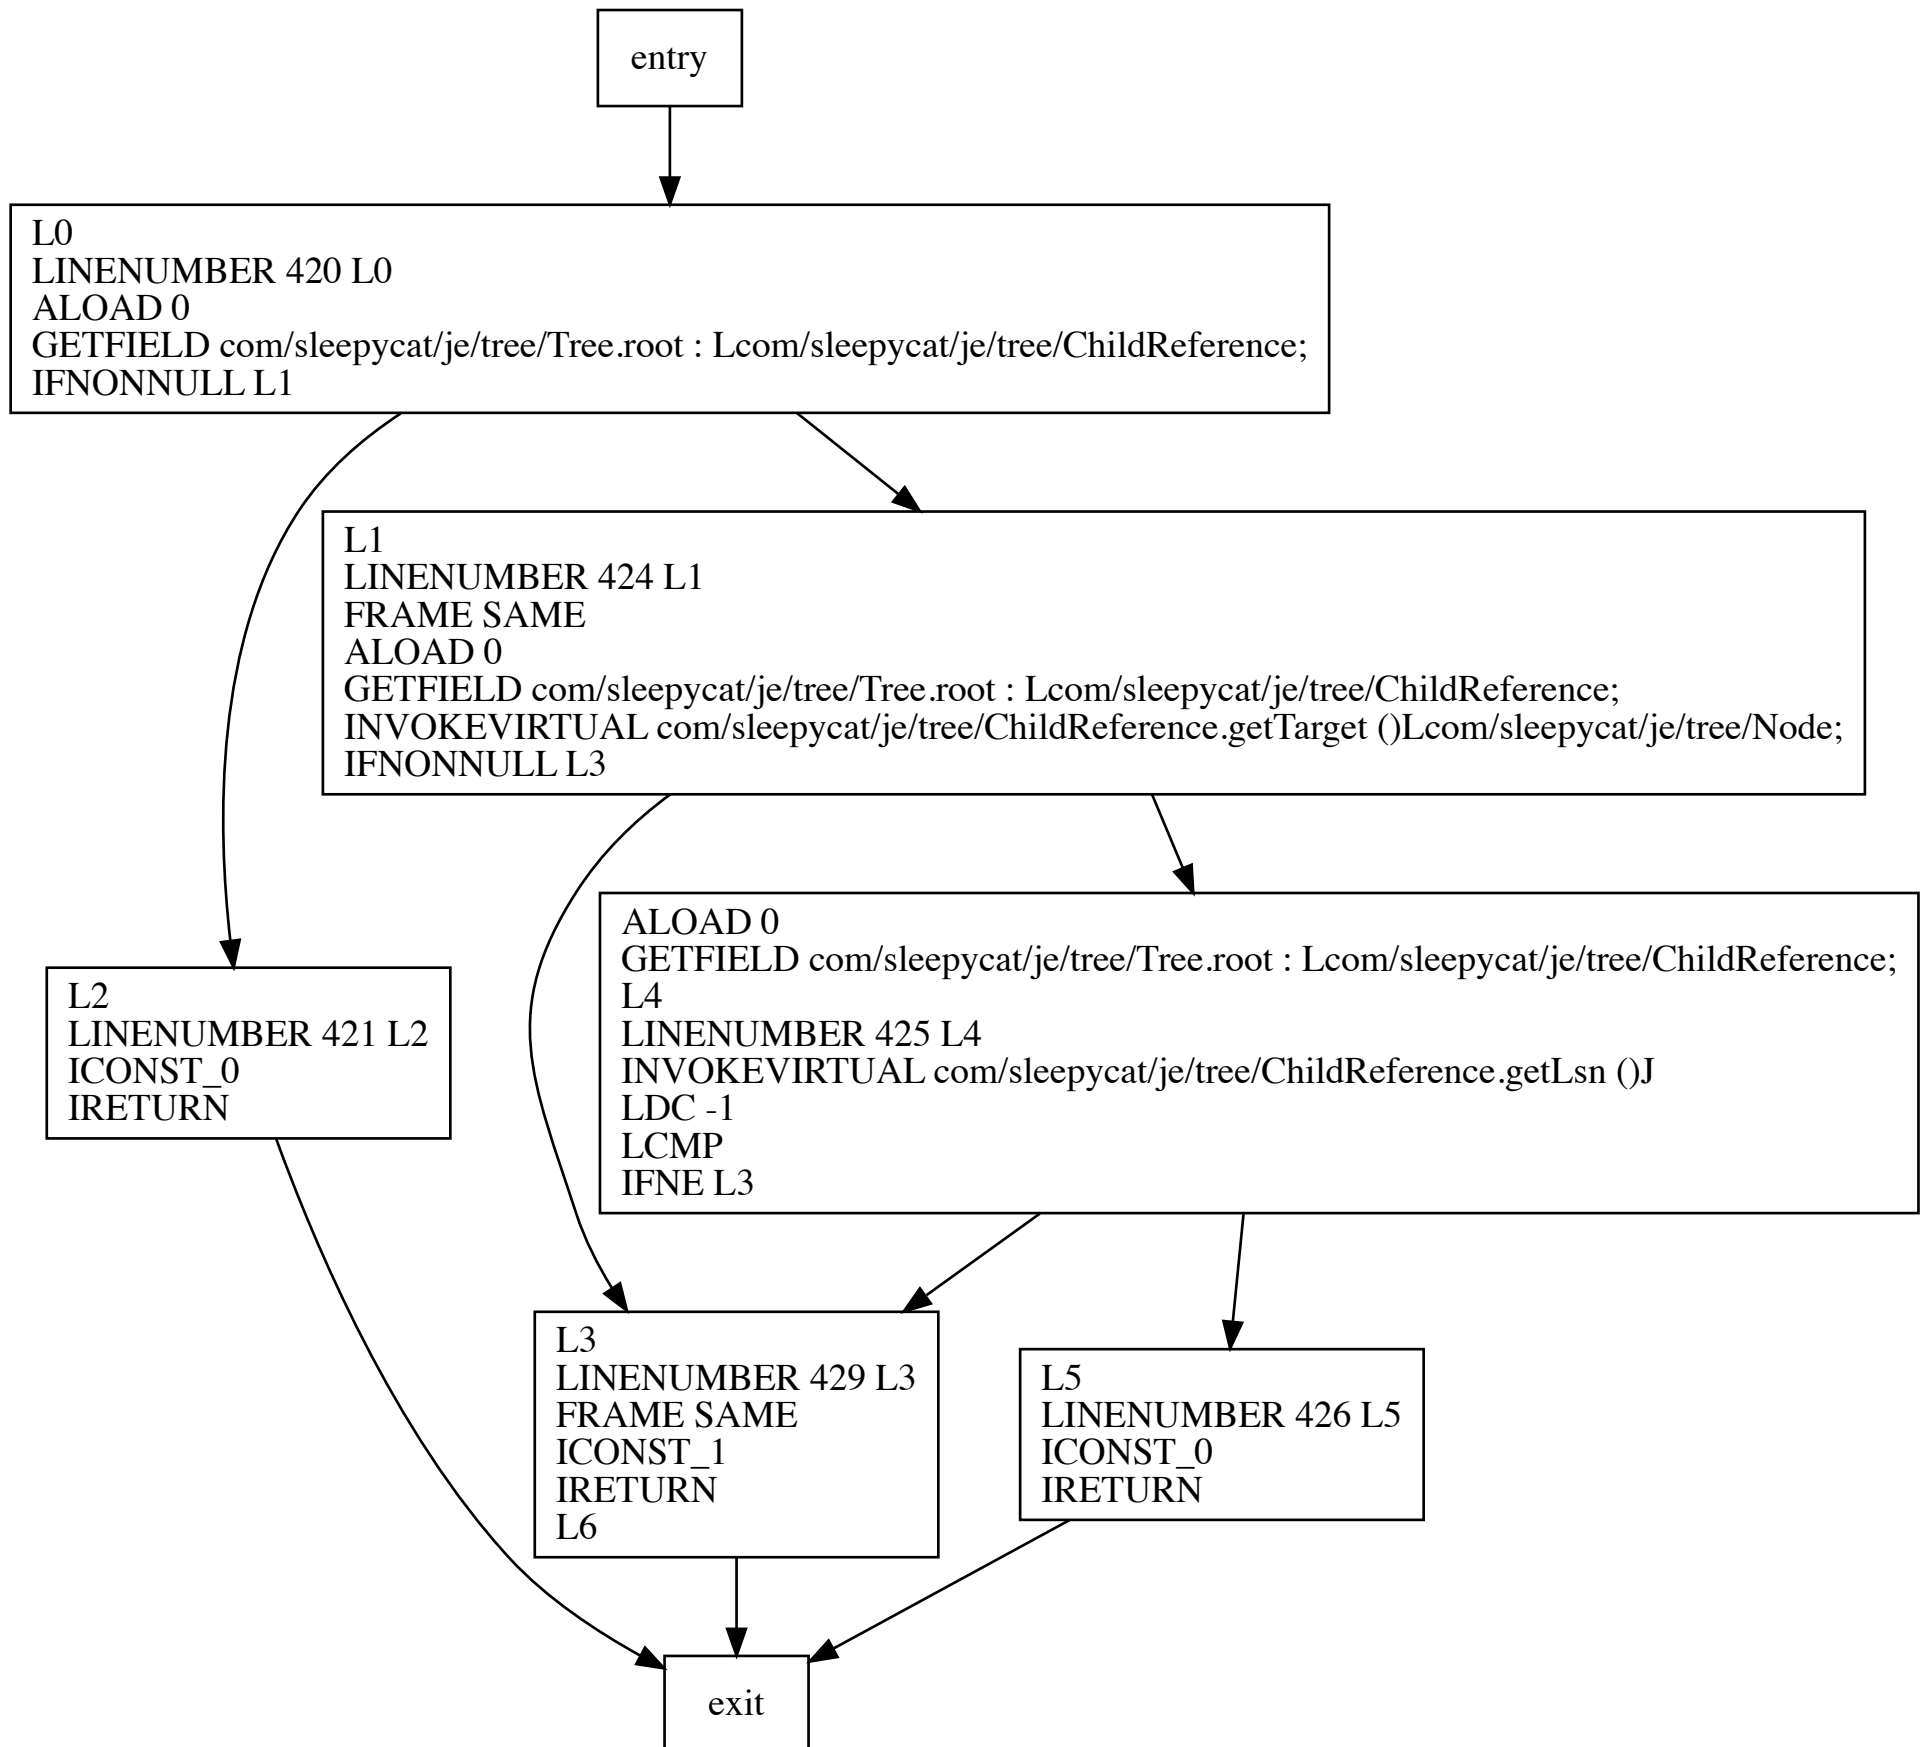 entry
L0
LINENUMBER 420 L0
ALOAD 0
GETFIELD com/sleepycat/je/tree/Tree.root : Lcom/sleepycat/je/tree/ChildReference;
IFNONNULL L1
L1
LINENUMBER 424 L1
FRAME SAME
ALOAD 0
GETFIELD com/sleepycat/je/tree/Tree.root : Lcom/sleepycat/je/tree/ChildReference;
INVOKEVIRTUAL com/sleepycat/je/tree/ChildReference.getTarget ()Lcom/sleepycat/je/tree/Node;
IFNONNULL L3
L2
LINENUMBER 421 L2
ICONST_0
IRETURN
ALOAD 0
GETFIELD com/sleepycat/je/tree/Tree.root : Lcom/sleepycat/je/tree/ChildReference;
L4
LINENUMBER 425 L4
INVOKEVIRTUAL com/sleepycat/je/tree/ChildReference.getLsn ()J
LDC -1
LCMP
IFNE L3
L3
LINENUMBER 429 L3
FRAME SAME
ICONST_1
IRETURN
L6
L5
LINENUMBER 426 L5
ICONST_0
IRETURN
exit